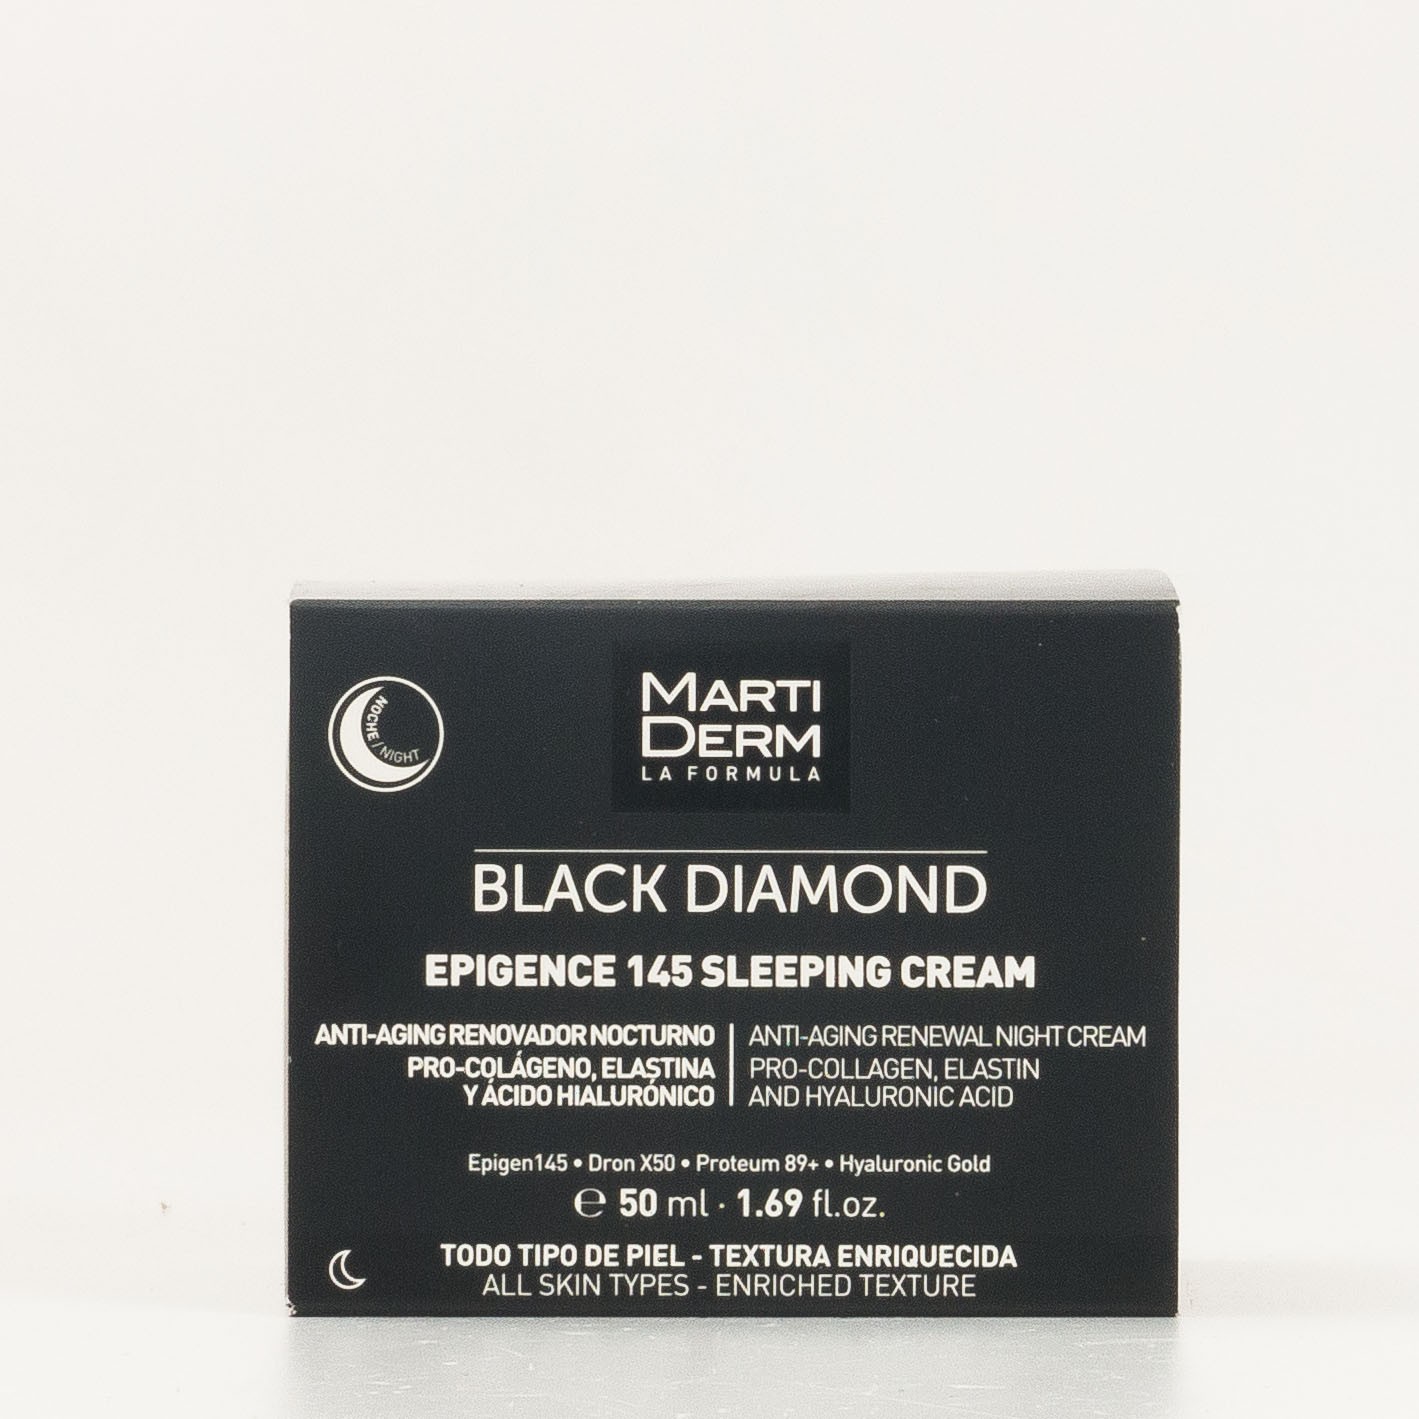 NOCHE / NIGHT
MARTI
DERM
LA FORMULA
BLACK DIAMOND
EPIGENCE 145 SLEEPING CREAM
ANTI-AGING RENOVADOR NOCTURNO
PRO-COLÁGENO, ELASTINA
Y ÁCIDO HIALURÓNICO
ANTI-AGING RENEWAL NIGHT CREAM
PRO-COLLAGEN, ELASTIN
AND HYALURONIC ACID
Epigen145 • Dron X50 • Proteum 89+ • Hyaluronic Gold
℮ 50 ml · 1.69 fl.oz.
TODO TIPO DE PIEL - TEXTURA ENRIQUECIDA
ALL SKIN TYPES - ENRICHED TEXTURE